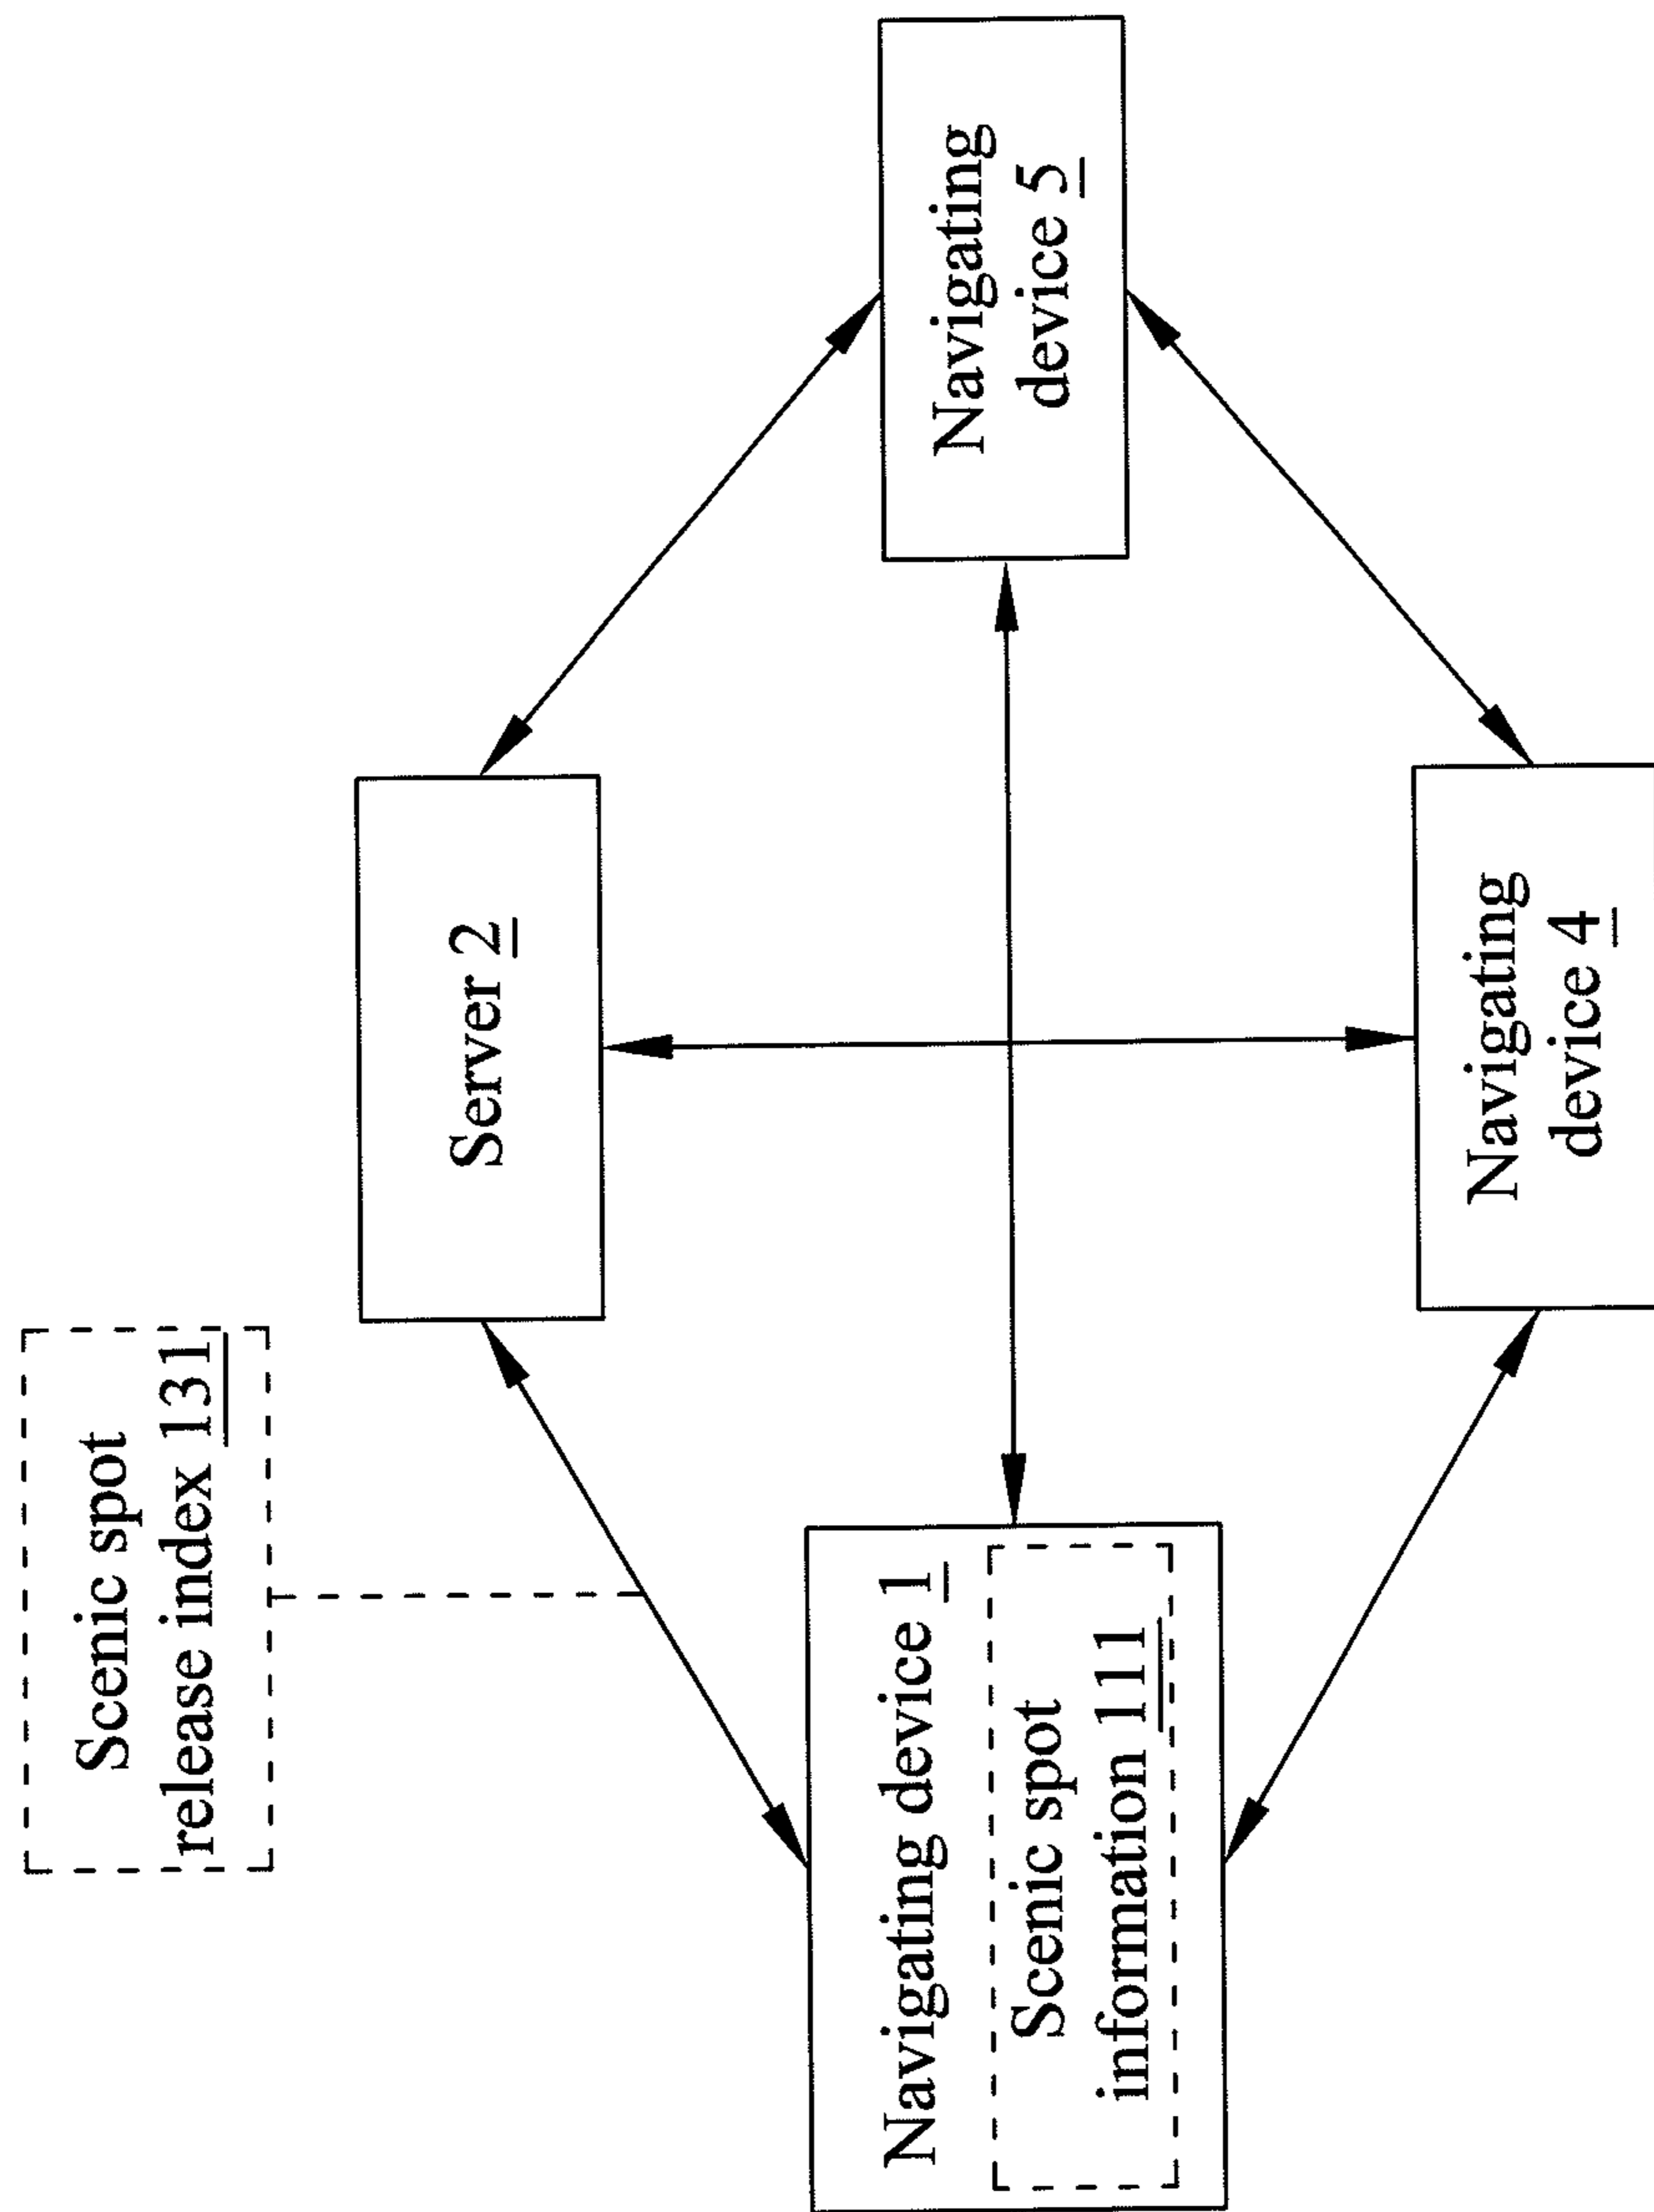 Scenic spot
release index 131
Server 2
Navigating device 1
Scenic spot
information 111
Navigating
device 5
Navigating
device 4